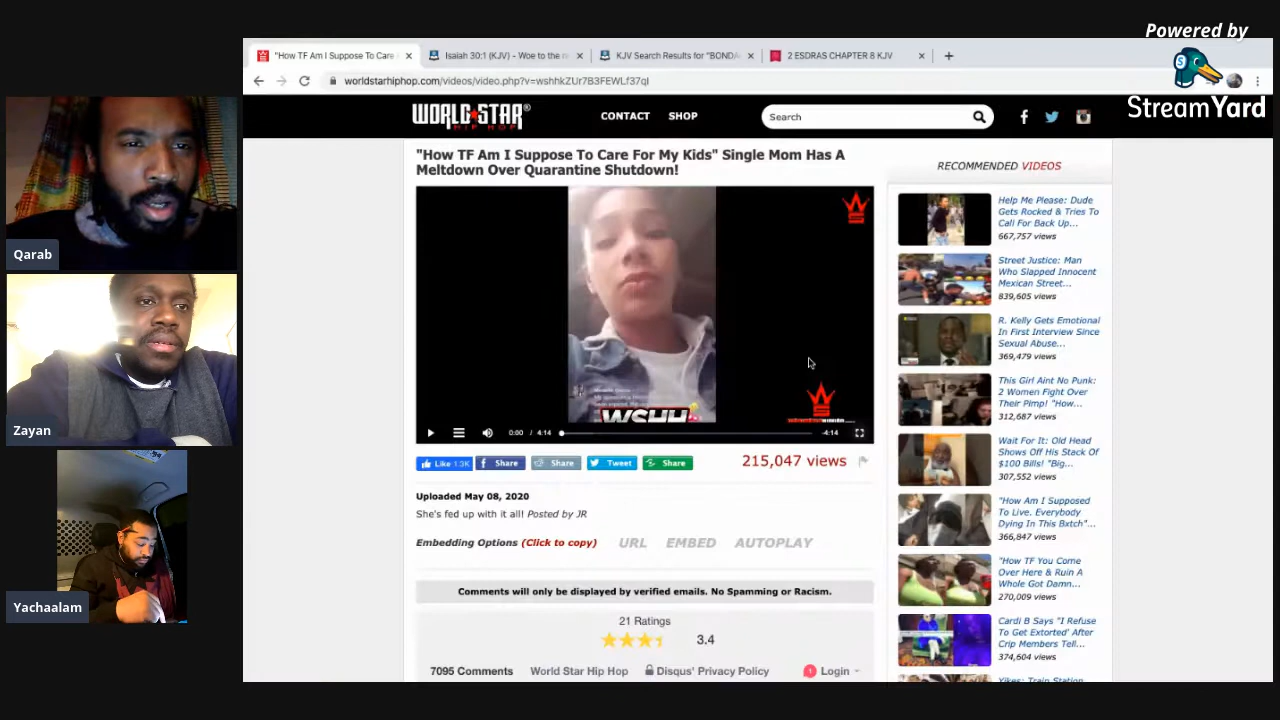 Powered by
StreamYard
"How TF Am I Suppose To Care
Isaiah 30:1 (KJV) - Woe to the
KJV Search Results for "BOND
2 ESDRAS CHAPTER 8 KJV
worldstarhiphop.com/videos/video.php?v=wshhkZUr7B3FEWLf37qI
WORLD STAR
HIP HOP
CONTACT
SHOP
Search
"How TF Am I Suppose To Care For My Kids" Single Mom Has A
Meltdown Over Quarantine Shutdown!
WSHH
0:00 / 4:14
-4:14
Like 1.3K
Share
Share
Tweet
Share
215,047 views
Uploaded May 08, 2020
She's fed up with it all! Posted by JR
Embedding Options (Click to copy) URL EMBED AUTOPLAY
Comments will only be displayed by verified emails. No Spamming or Racism.
21 Ratings
3.4
7095 Comments World Star Hip Hop Disqus' Privacy Policy 1 Login
RECOMMENDED VIDEOS
Help Me Please: Dude
Gets Rocked & Tries To
Call For Back Up...
667,757 views
Street Justice: Man
Who Slapped Innocent
Mexican Street...
839,605 views
R. Kelly Gets Emotional
In First Interview Since
Sexual Abuse...
369,479 views
This Girl Aint No Punk:
2 Women Fight Over
Their Pimp! "How...
312,687 views
Wait For It: Old Head
Shows Off His Stack Of
$100 Bills! "Big...
307,552 views
"How Am I Supposed
To Live. Everybody
Dying In This Bxtch"...
366,847 views
"How TF You Come
Over Here & Ruin A
Whole Got Damn...
270,009 views
Cardi B Says "I Refuse
To Get Extorted' After
Crip Members Tell...
374,604 views
Yikes: Train Station
Qarab
Zayan
Yachaalam